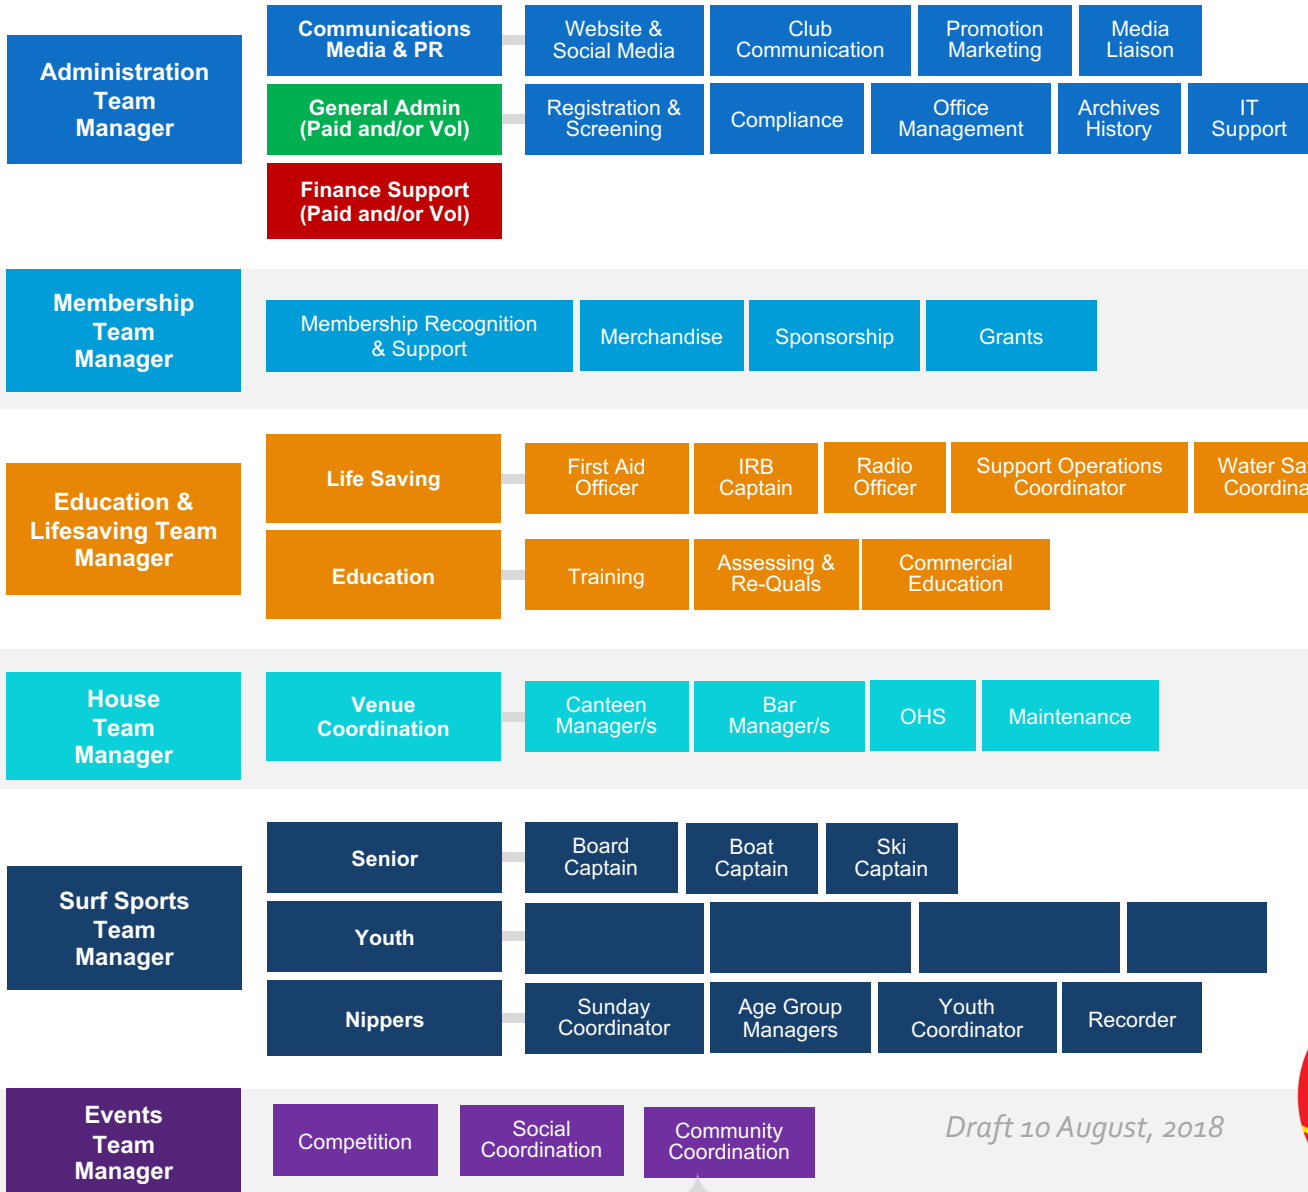 Administration
Team
Manager
Communications
Media & PR
Website &
Social Media
Club
Communication
Promotion
Marketing
Media
Liaison
General Admin
(Paid and/or Vol)
Registration &
Screening
Compliance
Office
Management
Archives
History
IT
Support
Finance Support
(Paid and/or Vol)
Membership
Team
Manager
Membership Recognition
& Support
Merchandise
Sponsorship
Grants
Education &
Lifesaving Team
Manager
Life Saving
First Aid
Officer
IRB
Captain
Radio
Officer
Support Operations
Coordinator
Water
Education
Training
Assessing &
Re-Quals
Commercial
Education
House
Team
Manager
Venue
Coordination
Canteen
Manager/s
Bar
Manager/s
OHS
Maintenance
Surf Sports
Team
Manager
Senior
Board
Captain
Boat
Captain
Ski
Captain
Youth
Nippers
Sunday
Coordinator
Age Group
Managers
Youth
Coordinator
Recorder
Events
Team
Manager
Competition
Social
Coordination
Community
Coordination
Draft 10 August, 2018